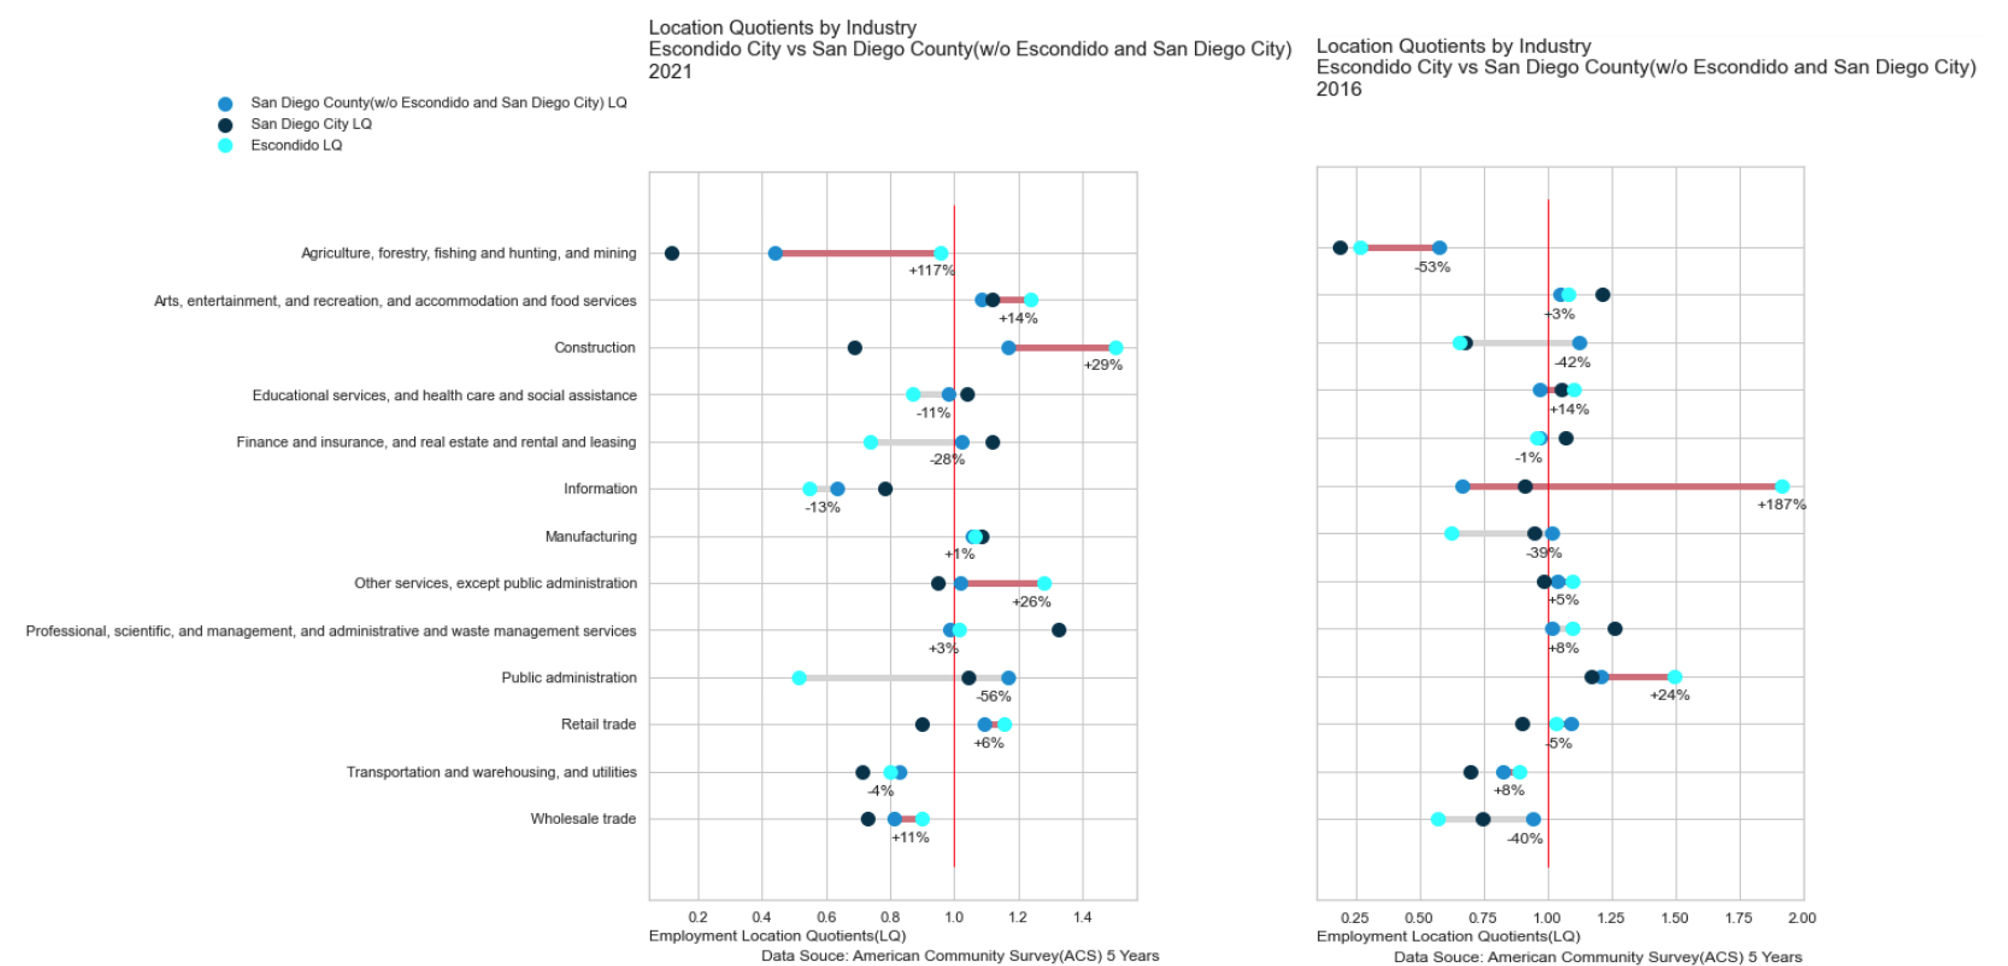 Location Quotients by Industry
Escondido City vs San Diego County(w/o Escondido and San Diego City)
2021
Location Quotients by Industry
Escondido City vs San Diego County(w/o Escondido and San Diego City)
2016
San Diego County(w/o Escondido and San Diego City) LQ
San Diego City LQ
Escondido LQ
Agriculture, forestry, fishing and hunting, and mining
+117%
-53%
Arts, entertainment, and recreation, and accommodation and food services
+14%
+3%
Construction
+29%
-42%
Educational services, and health care and social assistance
-11%
+14%
Finance and insurance, and real estate and rental and leasing
-28%
-1%
Information
-13%
+187%
Manufacturing
+1%
-39%
Other services, except public administration
+26%
+5%
Professional, scientific, and management, and administrative and waste management services
+3%
+8%
Public administration
-56%
+24%
Retail trade
+6%
-5%
Transportation and warehousing, and utilities
-4%
+8%
Wholesale trade
+11%
-40%
0.2 0.4 0.6 0.8 1.0 1.2 1.4
Employment Location Quotients(LQ)
Data Souce: American Community Survey(ACS) 5 Years
0.25 0.50 0.75 1.00 1.25 1.50 1.75 2.00
Employment Location Quotients(LQ)
Data Souce: American Community Survey(ACS) 5 Years